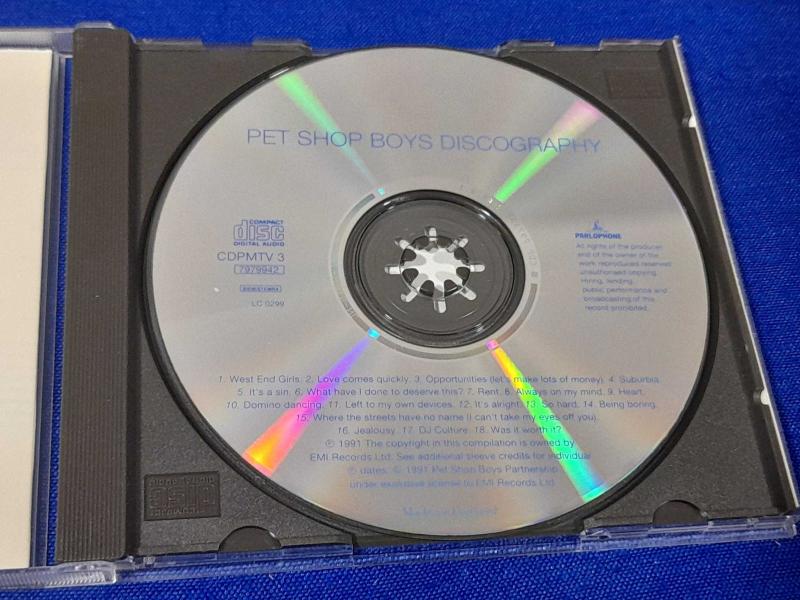 PET SHOP BOYS DISCOGRAPHY
COMPACT
disc
DIGITAL AUDIO
CDPMTV 3
7979942
LC 0299
PARLOPHONE
All rights of the producer
and of the owner of the
work reproduced reserved
unauthorised copying,
hiring, lending,
public performance and
broadcasting of this
record prohibited.
1. West End Girls. 2. Love comes quickly. 3. Opportunities (let's make lots of money). 4. Suburbia.
5. It's a sin. 6. What have I done to deserve this? 7. Rent. 8. Always on my mind. 9. Heart.
10. Domino dancing. 11. Left to my own devices. 12. It's alright. 13. So hard. 14. Being boring.
15. Where the streets have no name (I can't take my eyes off you).
16. Jealousy. 17. DJ Culture. 18. Was it worth it?
℗ 1991 The copyright in this compilation is owned by
EMI Records Ltd. See additional sleeve credits for individual
℗ dates. © 1991 Pet Shop Boys Partnership
under exclusive license to EMI Records Ltd.
Made in England